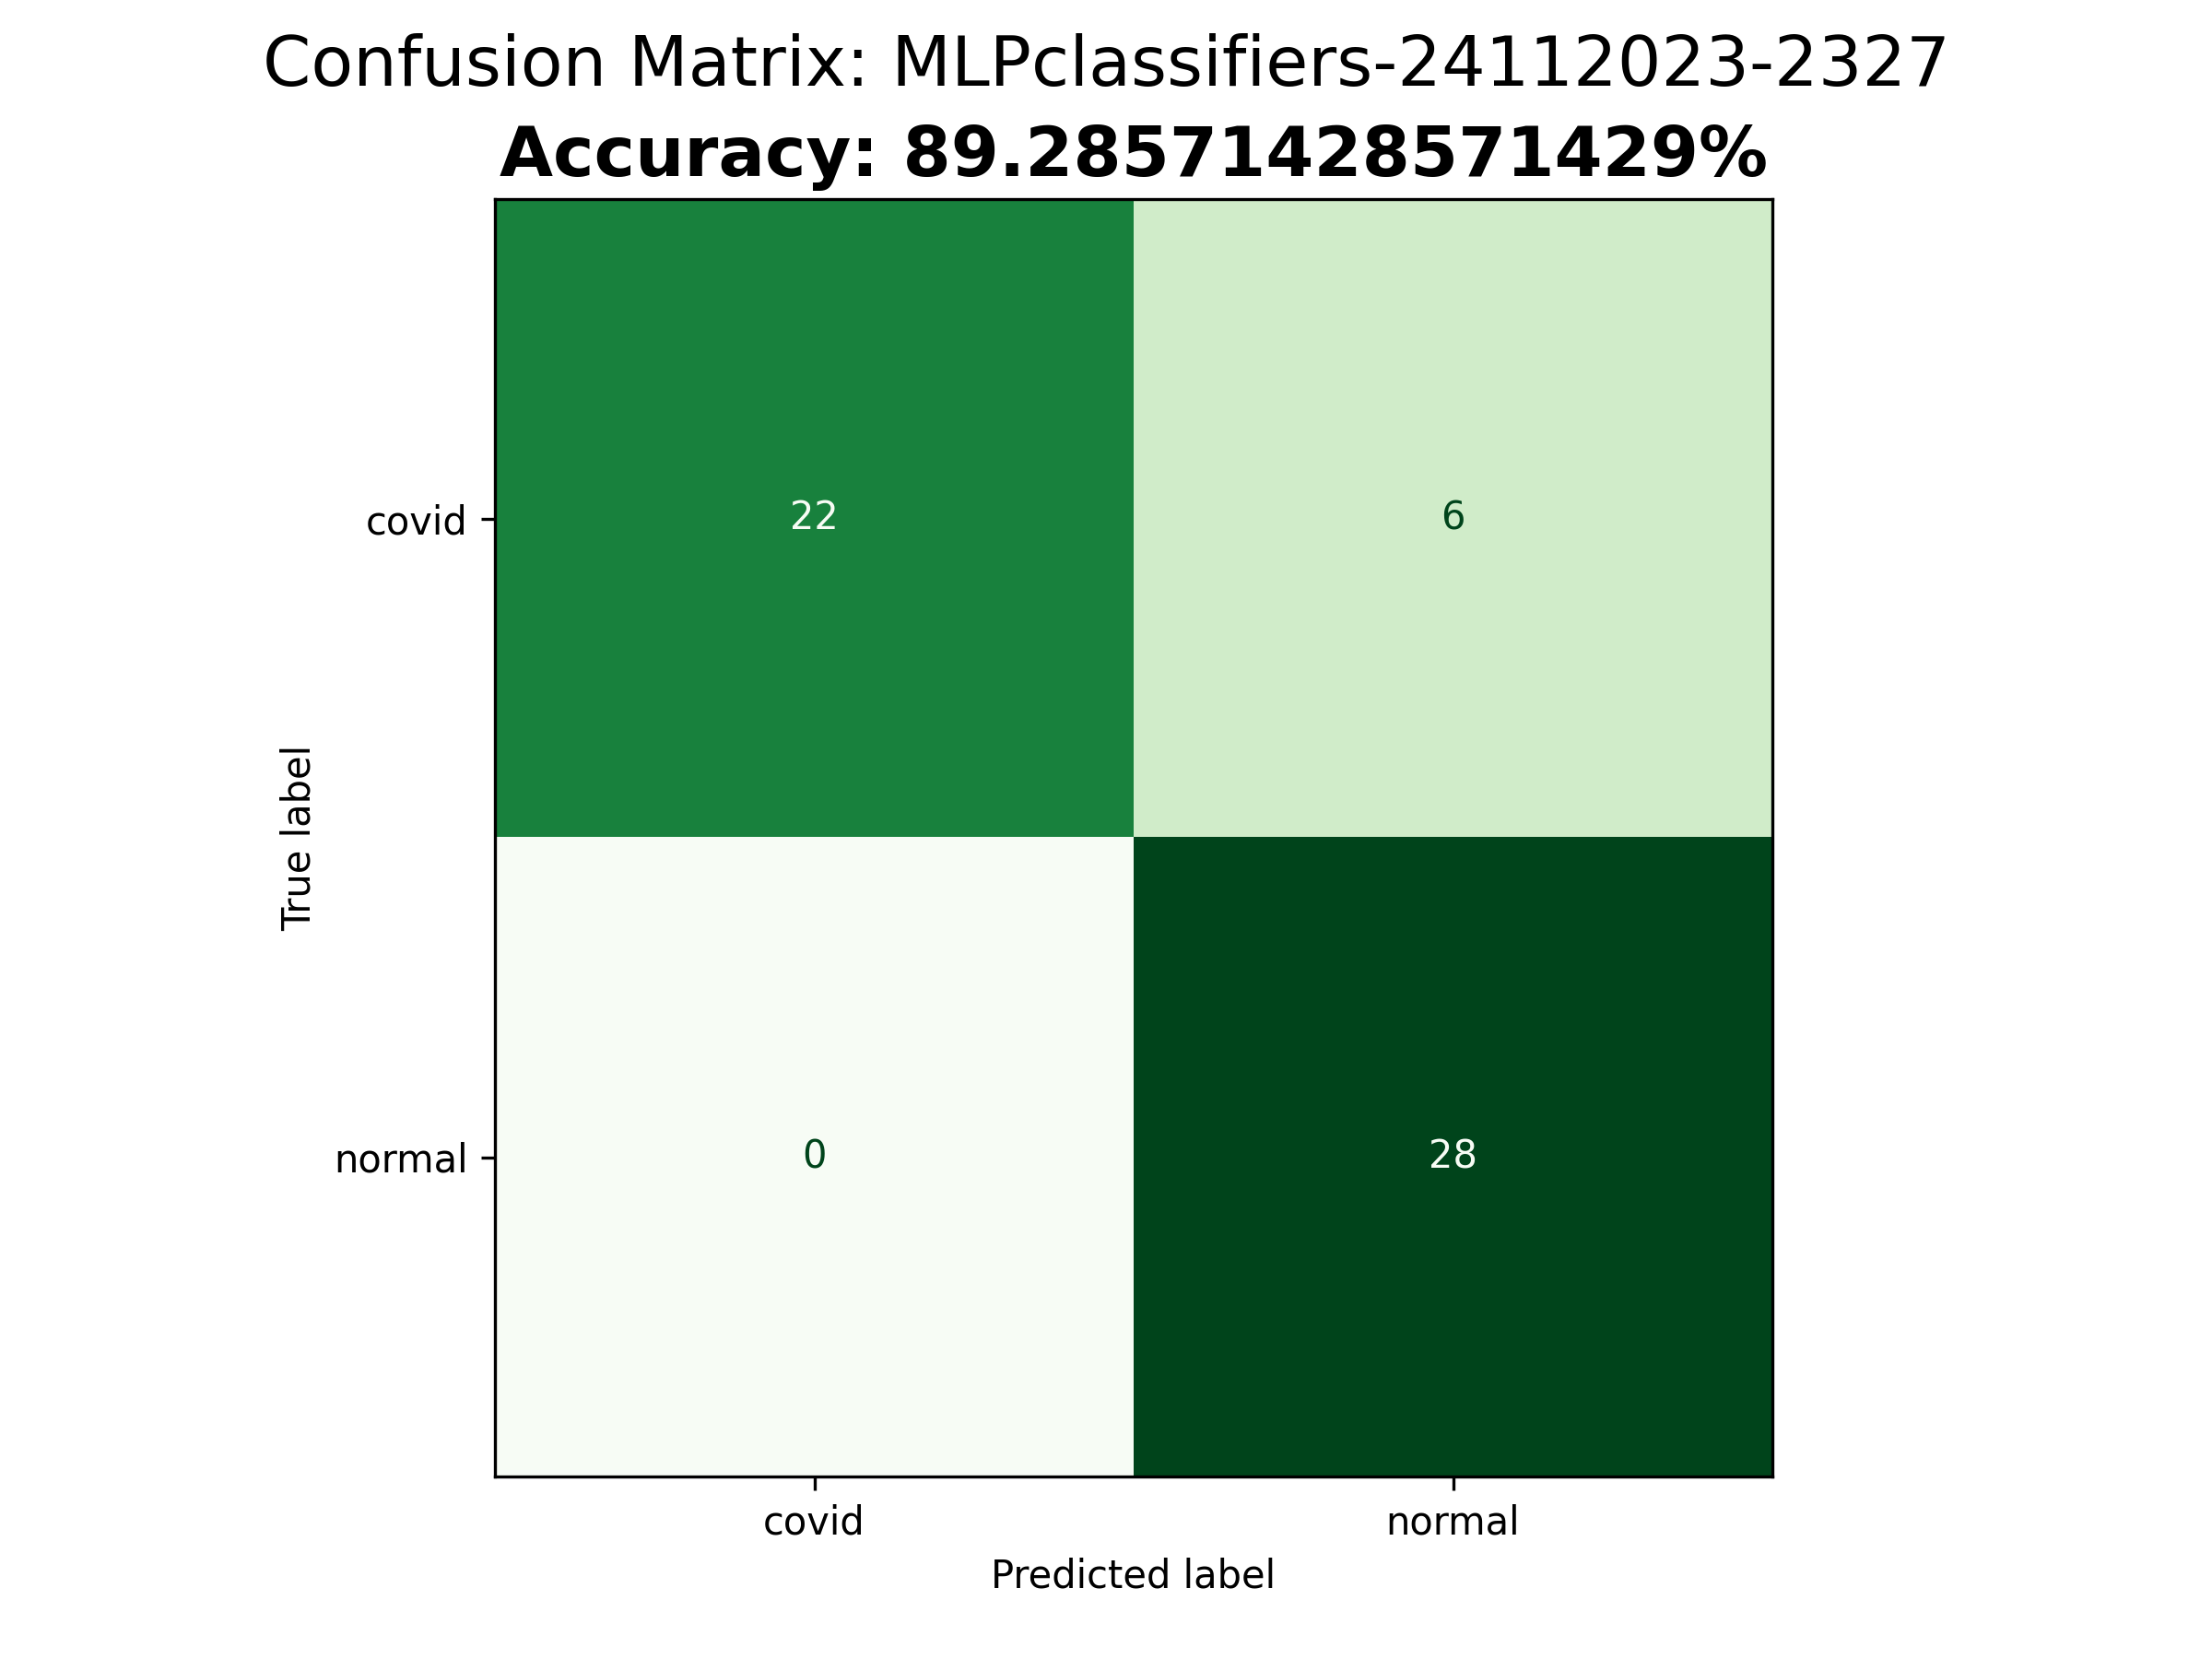 Confusion Matrix: MLPclassifiers-24112023-2327
Accuracy: 89.28571428571429%
covid
22
6
True label
normal
0
28
covid
normal
Predicted label